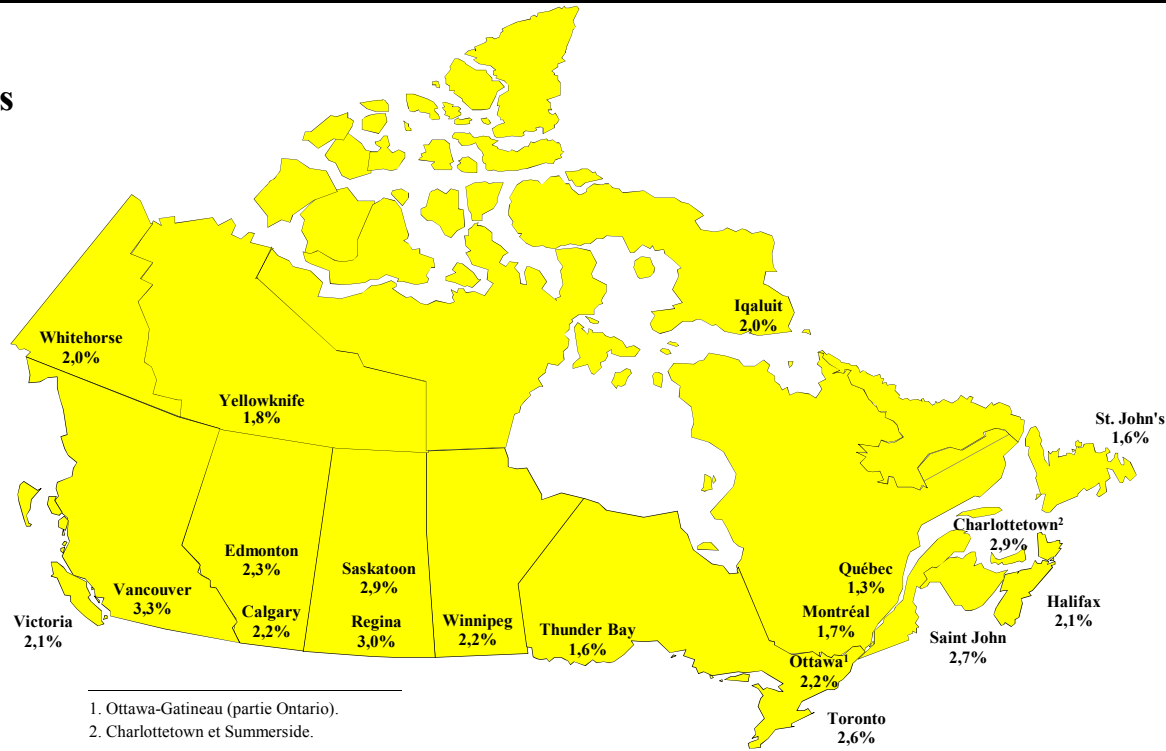 s
Iqaluit
2,0%
Whitehorse
2,0%
Yellowknife
1,8%
St. John's
1,6%
Charlottetown2
2,9%
Edmonton
2,3%
Saskatoon
2,9%
Québec
1,3%
Vancouver
3,3%
Halifax
2,1%
Calgary
2,2%
Regina
3,0%
Winnipeg
2,2%
Montréal
1,7%
Victoria
2,1%
Thunder Bay
1,6%
Saint John
2,7%
Ottawa1
2,2%
Toronto
2,6%
1. Ottawa-Gatineau (partie Ontario).
2. Charlottetown et Summerside.